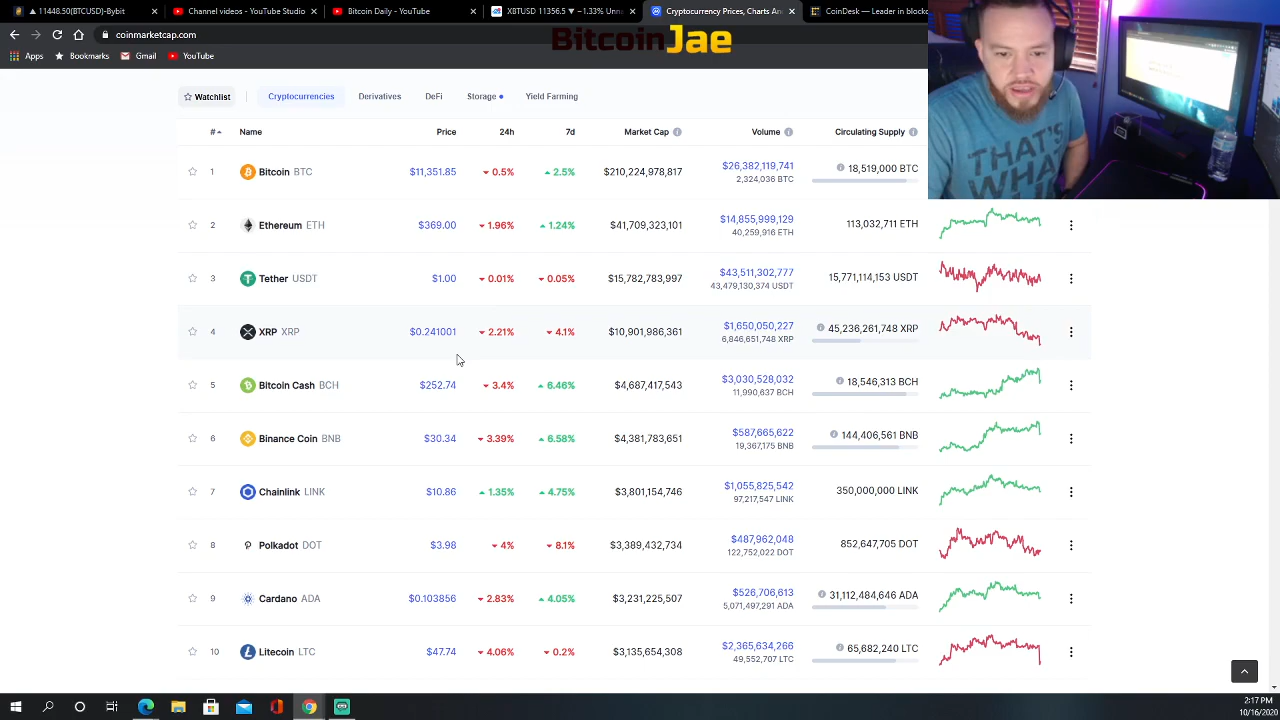 ▲ 11448.50(BTCUSD)-Bybit
Channel videos - YouTube
Bitcoin Daily - YouTube
XBTUSD 11356.5 ▼ −1.33% Unna
Cryptocurrency Prices, Charts And
CoinDesk — Leader in blockc
coinmarketcap.com
Apps
Bookmarks
Gmail
YouTube
BitcoinJae
Watchlist
Cryptocurrencies
Derivatives
DeFi
Storage
Yield Farming
# Name Price 24h 7d Market Cap Volume Circulating Supply
1 Bitcoin BTC $11,351.85 0.5% 2.5% $210,224,978,817 $26,382,119,741 18,519,000 BTC
2,324,036 BTC
2 Ethereum ETH $369.00 1.96% 1.24% $41,709,323,101 $14,855,999,129 113,032,711 ETH
40,259,916 ETH
3 Tether USDT $1.00 0.01% 0.05% $15,782,783,997 $43,511,302,777 15,771,114,153 USDT
43,479,130,374 USDT
4 XRP XRP $0.241001 2.21% 4.1% $10,901,986,361 $1,650,050,227 45,236,261,748 XRP
6,846,651,748 XRP
5 Bitcoin Cash BCH $252.74 3.4% 6.46% $4,687,417,543 $3,030,528,032 18,546,313 BCH
11,990,637 BCH
6 Binance Coin BNB $30.34 3.39% 6.58% $4,381,783,651 $587,665,622 144,406,561 BNB
19,367,175 BNB
7 Chainlink LINK $10.86 1.35% 4.75% $3,801,154,746 $1,055,825,542 350,000,000 LINK
97,217,547 LINK
8 Polkadot DOT $3.98 4% 8.1% $3,389,432,734 $487,962,048 852,647,705 DOT
122,752,022 DOT
9 Cardano ADA $0.103856 2.83% 4.05% $3,231,225,507 $526,706,613 31,112,484,646 ADA
5,071,497,291 ADA
10 Litecoin LTC $47.74 4.06% 0.2% $3,135,654,308 $2,365,634,266 65,682,240 LTC
49,552,707 LTC
THAT'S
WHAT
2:17 PM
10/16/2020